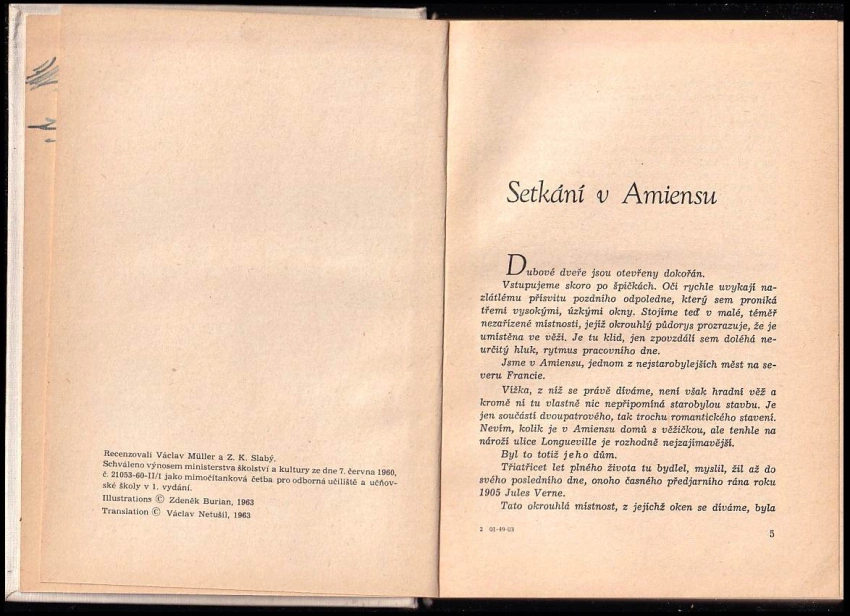 Recenzovali Václav Müller a Z. K. Slabý.
Schváleno výnosem ministerstva školství a kultury ze dne 7. června 1960,
č. 21053-60-II/1 jako mimočítanková četba pro odborná učiliště a učňov-
ské školy v 1. vydání.
Illustrations © Zdeněk Burian, 1963
Translation © Václav Netušil, 1963
Setkání v Amiensu
Dubové dveře jsou otevřeny dokořán.
Vstupujeme skoro po špičkách. Oči rychle uvykají na-
zlátlému přísvitu pozdního odpoledne, který sem proniká
třemi vysokými, úzkými okny. Stojíme teď v malé, téměř
nezařízené místnosti, jejíž okrouhlý půdorys prozrazuje, že je
umístěna ve věži. Je tu klid, jen zpovzdálí sem doléhá ne-
určitý hluk, rytmus pracovního dne.
Jsme v Amiensu, jednom z nejstarobylejších měst na se-
veru Francie.
Vížka, z níž se právě díváme, není však hradní věž a
kromě ní tu vlastně nic nepřipomíná starobylou stavbu. Je
jen součástí dvoupatrového, tak trochu romantického stavení.
Nevím, kolik je v Amiensu domů s věžičkou, ale tenhle na
nároží ulice Longueville je rozhodně nejzajímavější.
Byl to totiž jeho dům.
Třiatřicet let plného života tu bydlel, myslil, žil až do
svého posledního dne, onoho časného předjarního rána roku
1905 Jules Verne.
Tato okrouhlá místnost, z jejíchž oken se díváme, byla
2 01-49-03
5